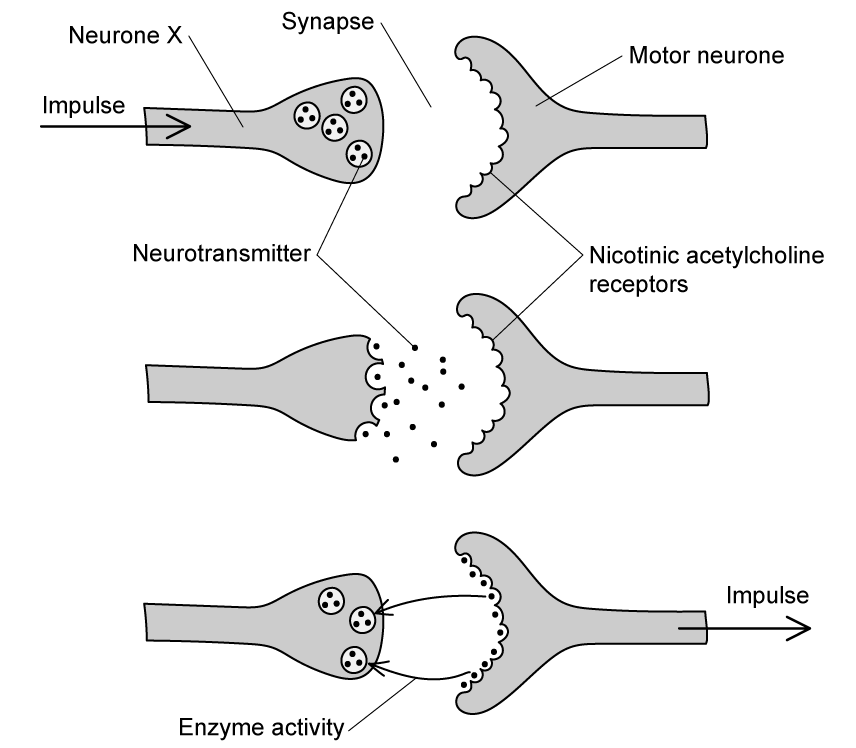 Synapse
Neurone X
Motor neurone
Impulse
Neurotransmitter
Nicotinic acetylcholine
receptors
Impulse
Enzyme activity